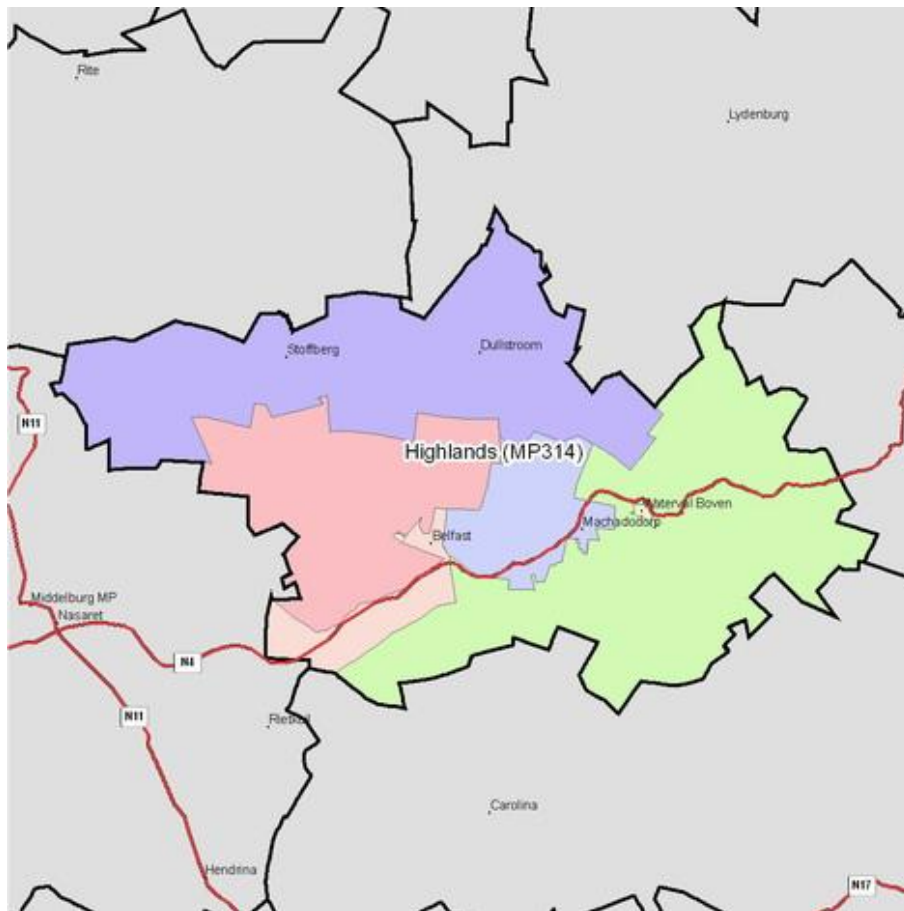 Rite
Lydenburg
Stoffberg
Dullstroom
N11
Highlands (MP314)
Waterval Boven
Machadodorp
Belfast
Middelburg MP
Nasaret
N4
N11
Rietkuil
Carolina
Hendrina
N17